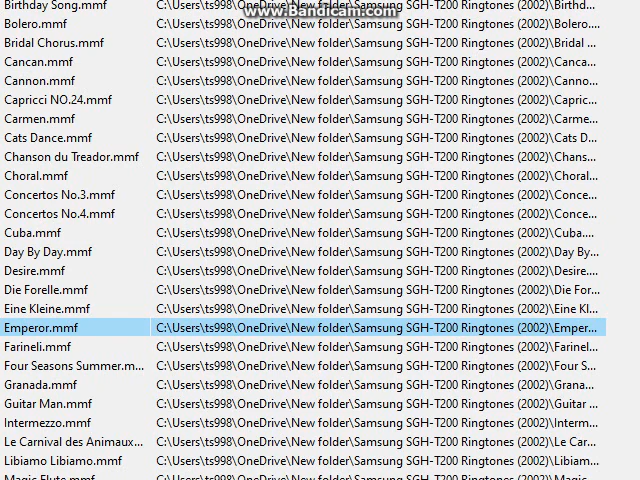 www.Bandicam.com
Birthday Song.mmf C:\Users\ts998\OneDrive\New folder\Samsung SGH-T200 Ringtones (2002)\Birthd...
Bolero.mmf C:\Users\ts998\OneDrive\New folder\Samsung SGH-T200 Ringtones (2002)\Bolero....
Bridal Chorus.mmf C:\Users\ts998\OneDrive\New folder\Samsung SGH-T200 Ringtones (2002)\Bridal ...
Cancan.mmf C:\Users\ts998\OneDrive\New folder\Samsung SGH-T200 Ringtones (2002)\Canca...
Cannon.mmf C:\Users\ts998\OneDrive\New folder\Samsung SGH-T200 Ringtones (2002)\Canno...
Capricci NO.24.mmf C:\Users\ts998\OneDrive\New folder\Samsung SGH-T200 Ringtones (2002)\Capric...
Carmen.mmf C:\Users\ts998\OneDrive\New folder\Samsung SGH-T200 Ringtones (2002)\Carme...
Cats Dance.mmf C:\Users\ts998\OneDrive\New folder\Samsung SGH-T200 Ringtones (2002)\Cats D...
Chanson du Treador.mmf C:\Users\ts998\OneDrive\New folder\Samsung SGH-T200 Ringtones (2002)\Chans...
Choral.mmf C:\Users\ts998\OneDrive\New folder\Samsung SGH-T200 Ringtones (2002)\Choral...
Concertos No.3.mmf C:\Users\ts998\OneDrive\New folder\Samsung SGH-T200 Ringtones (2002)\Conce...
Concertos No.4.mmf C:\Users\ts998\OneDrive\New folder\Samsung SGH-T200 Ringtones (2002)\Conce...
Cuba.mmf C:\Users\ts998\OneDrive\New folder\Samsung SGH-T200 Ringtones (2002)\Cuba....
Day By Day.mmf C:\Users\ts998\OneDrive\New folder\Samsung SGH-T200 Ringtones (2002)\Day By...
Desire.mmf C:\Users\ts998\OneDrive\New folder\Samsung SGH-T200 Ringtones (2002)\Desire....
Die Forelle.mmf C:\Users\ts998\OneDrive\New folder\Samsung SGH-T200 Ringtones (2002)\Die For...
Eine Kleine.mmf C:\Users\ts998\OneDrive\New folder\Samsung SGH-T200 Ringtones (2002)\Eine Kl...
Emperor.mmf C:\Users\ts998\OneDrive\New folder\Samsung SGH-T200 Ringtones (2002)\Emper...
Farineli.mmf C:\Users\ts998\OneDrive\New folder\Samsung SGH-T200 Ringtones (2002)\Farinel...
Four Seasons Summer.m... C:\Users\ts998\OneDrive\New folder\Samsung SGH-T200 Ringtones (2002)\Four S...
Granada.mmf C:\Users\ts998\OneDrive\New folder\Samsung SGH-T200 Ringtones (2002)\Grana...
Guitar Man.mmf C:\Users\ts998\OneDrive\New folder\Samsung SGH-T200 Ringtones (2002)\Guitar ...
Intermezzo.mmf C:\Users\ts998\OneDrive\New folder\Samsung SGH-T200 Ringtones (2002)\Interm...
Le Carnival des Animaux... C:\Users\ts998\OneDrive\New folder\Samsung SGH-T200 Ringtones (2002)\Le Car...
Libiamo Libiamo.mmf C:\Users\ts998\OneDrive\New folder\Samsung SGH-T200 Ringtones (2002)\Libiam...
Magic Flute.mmf C:\Users\ts998\OneDrive\New folder\Samsung SGH-T200 Ringtones (2002)\Magic...